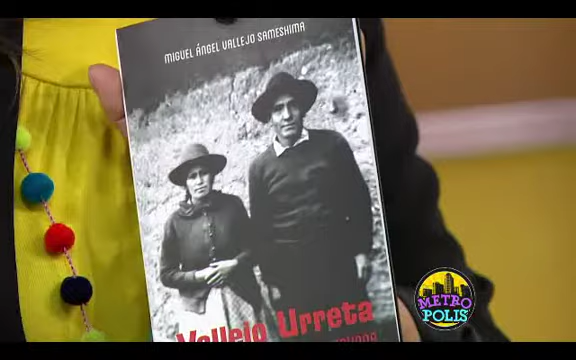 MIGUEL ÁNGEL VALLEJO SAMESHIMA
Vallejo Urreta
METRO
POLIS